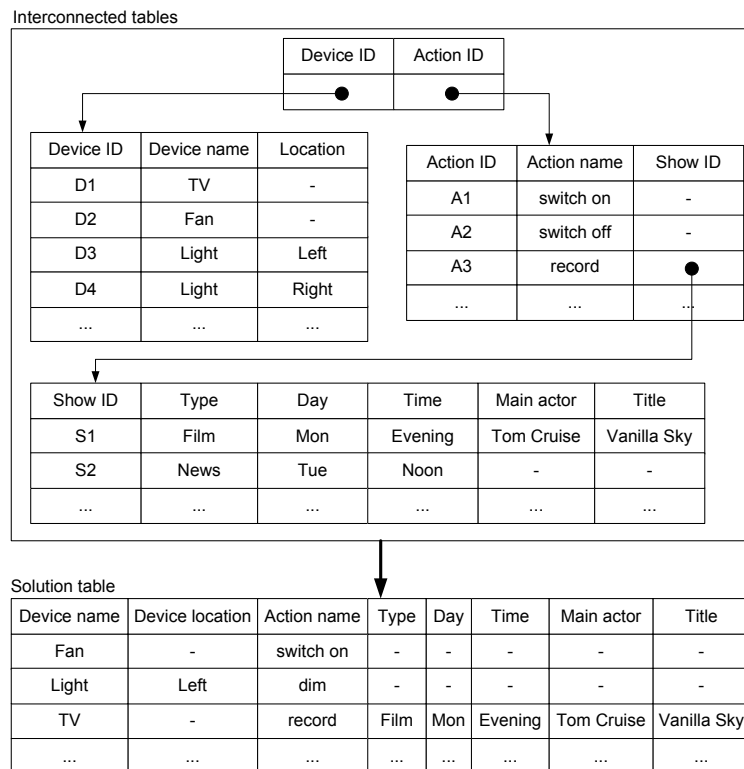 Interconnected tables
Device ID Action ID
Device ID Device name Location
D1 TV -
D2 Fan -
D3 Light Left
D4 Light Right
... ... ...
Action ID Action name Show ID
A1 switch on -
A2 switch off -
A3 record
... ... ...
Show ID Type Day Time Main actor Title
S1 Film Mon Evening Tom Cruise Vanilla Sky
S2 News Tue Noon - -
... ... ... ... ... ...
Solution table
Device name Device location Action name Type Day Time Main actor Title
Fan - switch on - - - - -
Light Left dim - - - - -
TV - record Film Mon Evening Tom Cruise Vanilla Sky
... ... ... ... ... ... ... ...